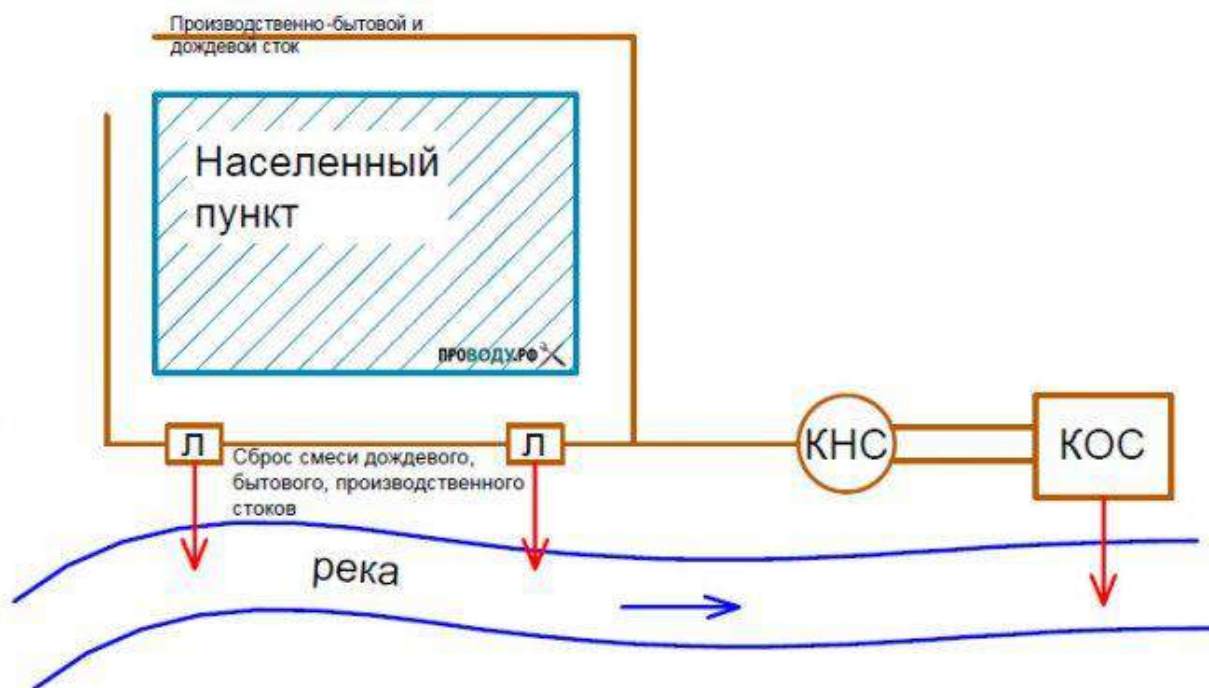 Производственно-бытовой и
дождевой сток
Населенный
пункт
ПРОВОДУ.РФ
Л
Л
КНС
КОС
Сброс смеси дождевого,
бытового, производственного
стоков
река